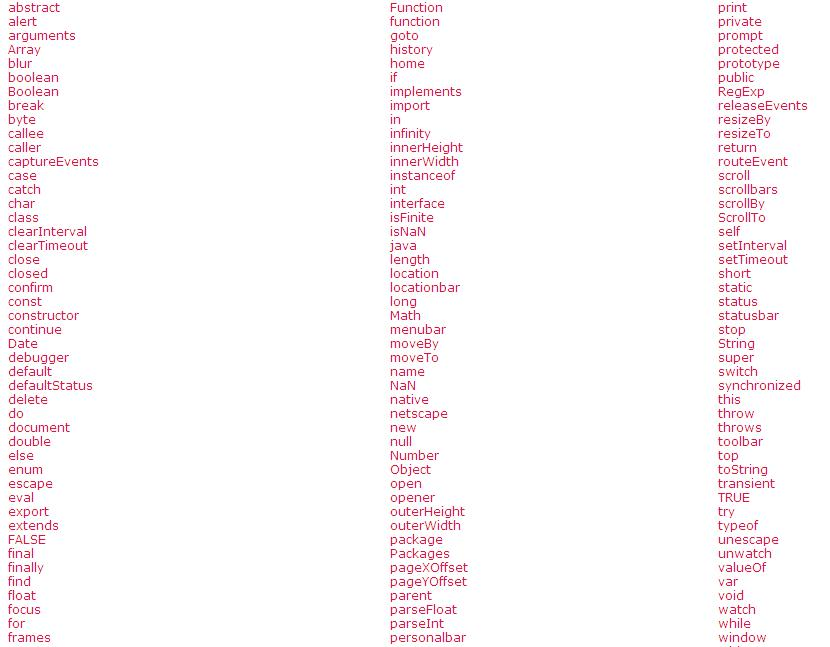 abstract
alert
arguments
Array
blur
boolean
Boolean
break
byte
callee
caller
captureEvents
case
catch
char
class
clearInterval
clearTimeout
close
closed
confirm
const
constructor
continue
Date
debugger
default
defaultStatus
delete
do
document
double
else
enum
escape
eval
export
extends
FALSE
final
finally
find
float
focus
for
frames
Function
function
goto
history
home
if
implements
import
in
infinity
innerHeight
innerWidth
instanceof
int
interface
isFinite
isNaN
java
length
location
locationbar
long
Math
menubar
moveBy
moveTo
name
NaN
native
netscape
new
null
Number
Object
open
opener
outerHeight
outerWidth
package
Packages
pageXOffset
pageYOffset
parent
parseFloat
parseInt
personalbar
print
private
prompt
protected
prototype
public
RegExp
releaseEvents
resizeBy
resizeTo
return
routeEvent
scroll
scrollbars
scrollBy
ScrollTo
self
setInterval
setTimeout
short
static
status
statusbar
stop
String
super
switch
synchronized
this
throw
throws
toolbar
top
toString
transient
TRUE
try
typeof
unescape
unwatch
valueOf
var
void
watch
while
window